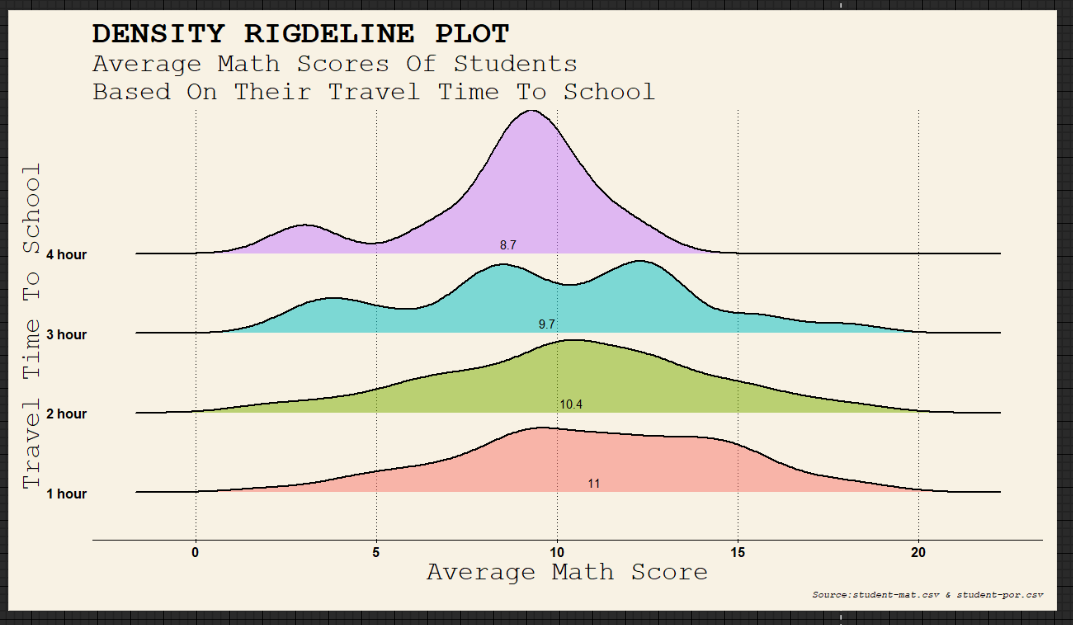 DENSITY RIGDELINE PLOT
Average Math Scores Of Students
Based On Their Travel Time To School
Travel Time To School
4 hour
8.7
3 hour
9.7
2 hour
10.4
1 hour
11
0 5 10 15 20
Average Math Score
Source:student-mat.csv & student-por.csv